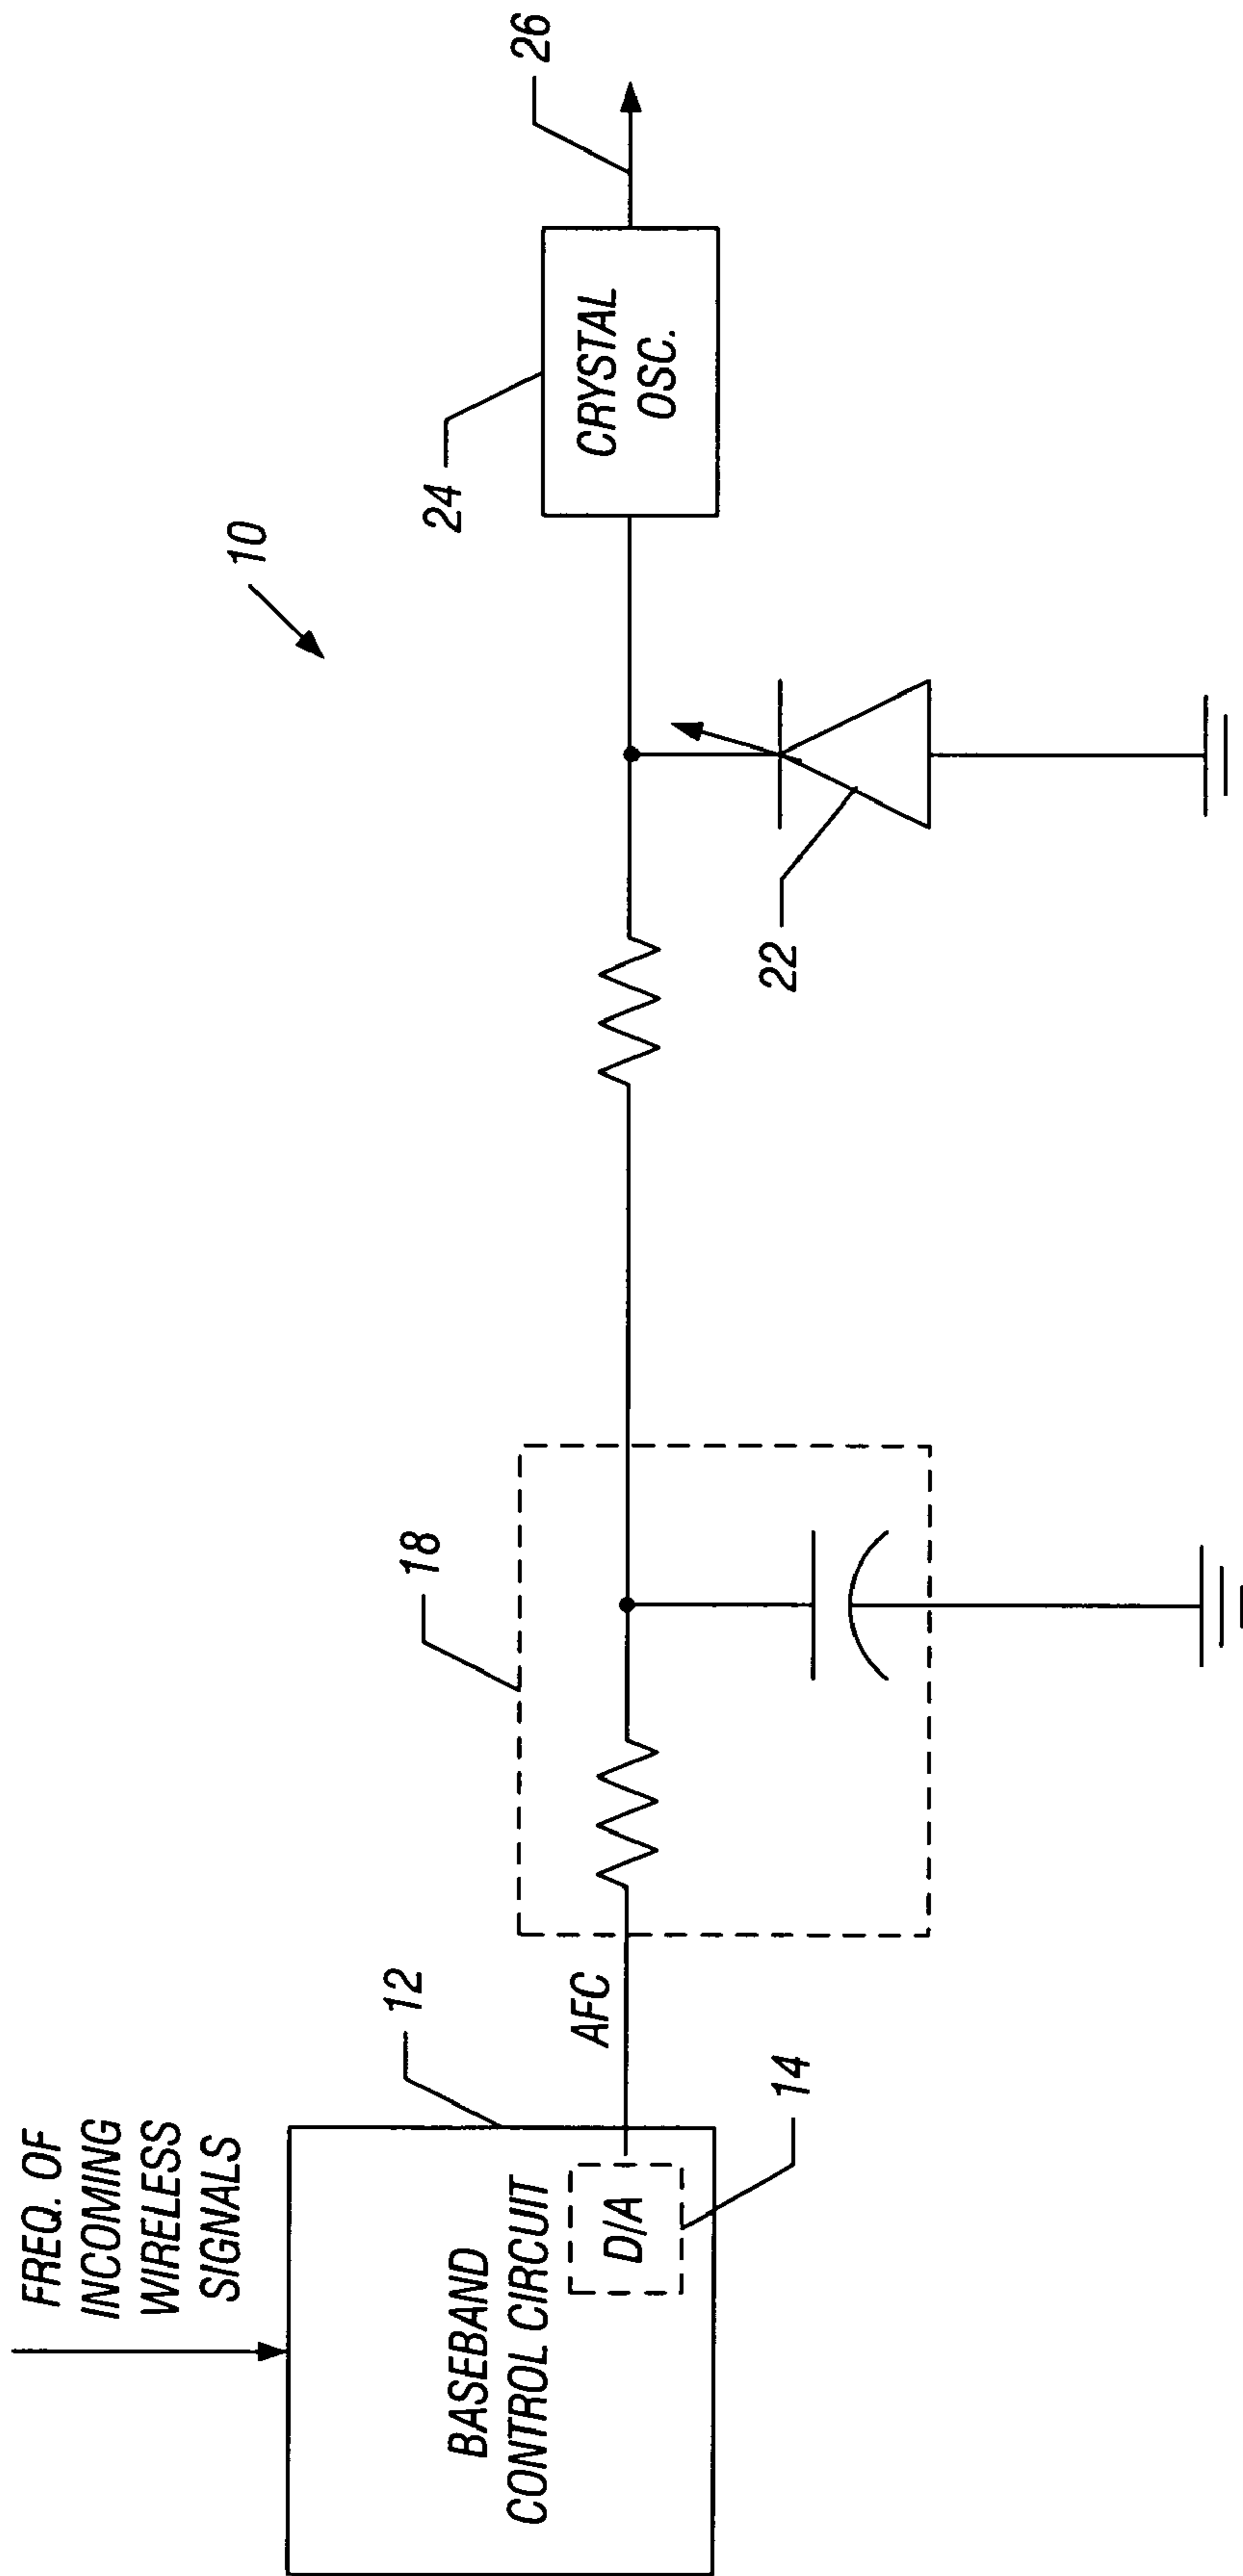 FREQ. OF
INCOMING
WIRELESS
SIGNALS
BASEBAND
CONTROL CIRCUIT
D/A
12
14
AFC
18
10
22
24
CRYSTAL
OSC.
26